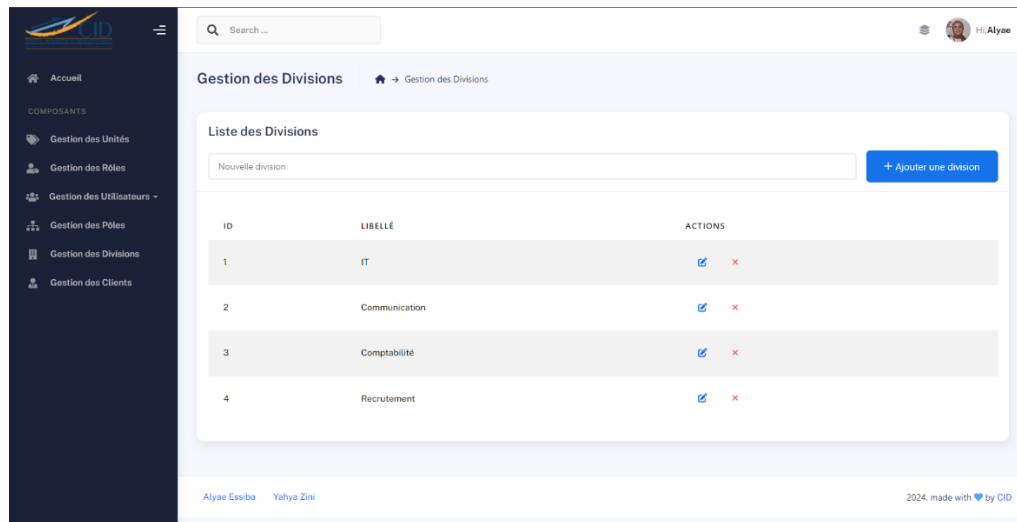 CID
Search ...
Hi, Alyae
Accueil
COMPOSANTS
Gestion des Unités
Gestion des Rôles
Gestion des Utilisateurs
Gestion des Pôles
Gestion des Divisions
Gestion des Clients
Gestion des Divisions
→ Gestion des Divisions
Liste des Divisions
Nouvelle division
+ Ajouter une division
ID LIBELLÉ ACTIONS
1 IT
2 Communication
3 Comptabilité
4 Recrutement
Alyae Essiba Yahya Zini
2024, made with by CID